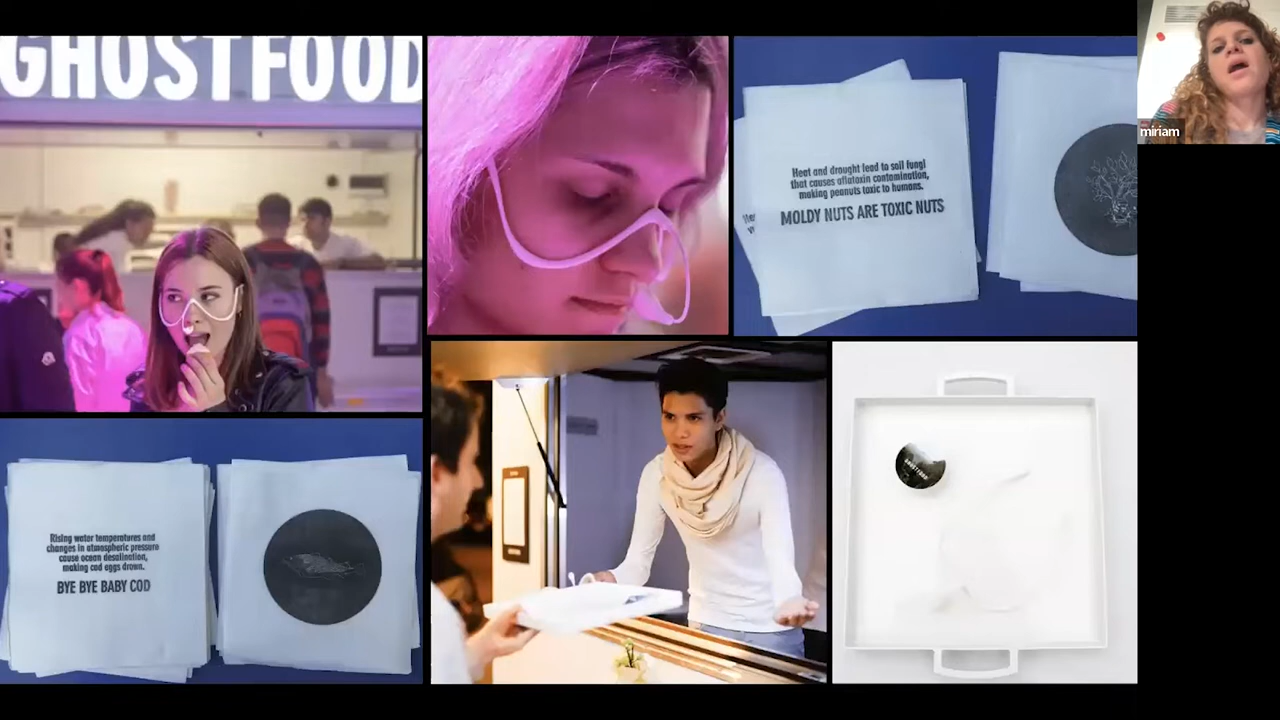 GHOSTFOOD
Heat and drought lead to soil fungi
that causes aflatoxin contamination,
making peanuts toxic to humans.
MOLDY NUTS ARE TOXIC NUTS
miriam
Rising water temperatures and
changes in atmospheric pressure
cause ocean desalination,
making cod eggs drown.
BYE BYE BABY COD